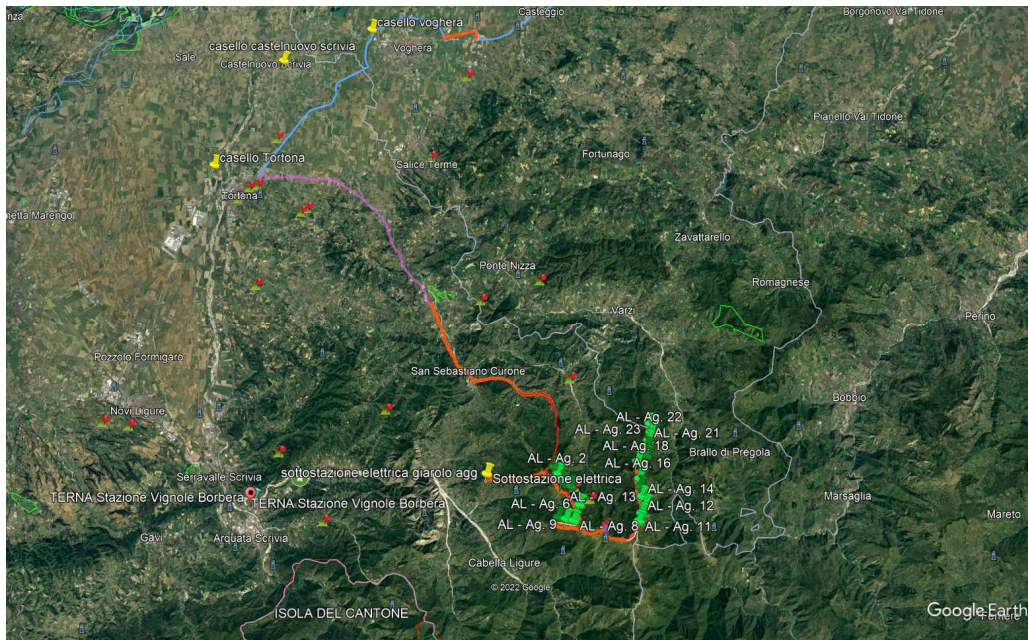 Casteggio
Borgonovo Val Tidone
casello voghera
Voghera
casello castelnuovo scrivia
Sale
Castelnuovo Scrivia
Pianello Val Tidone
casello Tortona
Salice Terme
Fortunago
Tortona
Zavattarello
Ponte Nizza
Romagnese
Varzi
Perino
Pozzolo Formigaro
San Sebastiano Curone
Bobbio
Novi Ligure
AL - Ag. 22
AL - Ag. 23
AL - Ag. 21
AL - Ag. 18
Brallo di Pregola
AL - Ag. 2
AL - Ag. 16
Serravalle Scrivia
sottostazione elettrica giarolo agg
Sottostazione elettrica
AL - Ag. 14
TERNA Stazione Vignole Borbera
TERNA Stazione Vignole Borbera
AL - Ag. 13
AL - Ag. 6
AL - Ag. 12
Marsaglia
Mareto
AL - Ag. 9
AL - Ag. 8
AL - Ag. 11
Gavi
Arquata Scrivia
Cabella Ligure
© 2022 Google
ISOLA DEL CANTONE
Google Earth